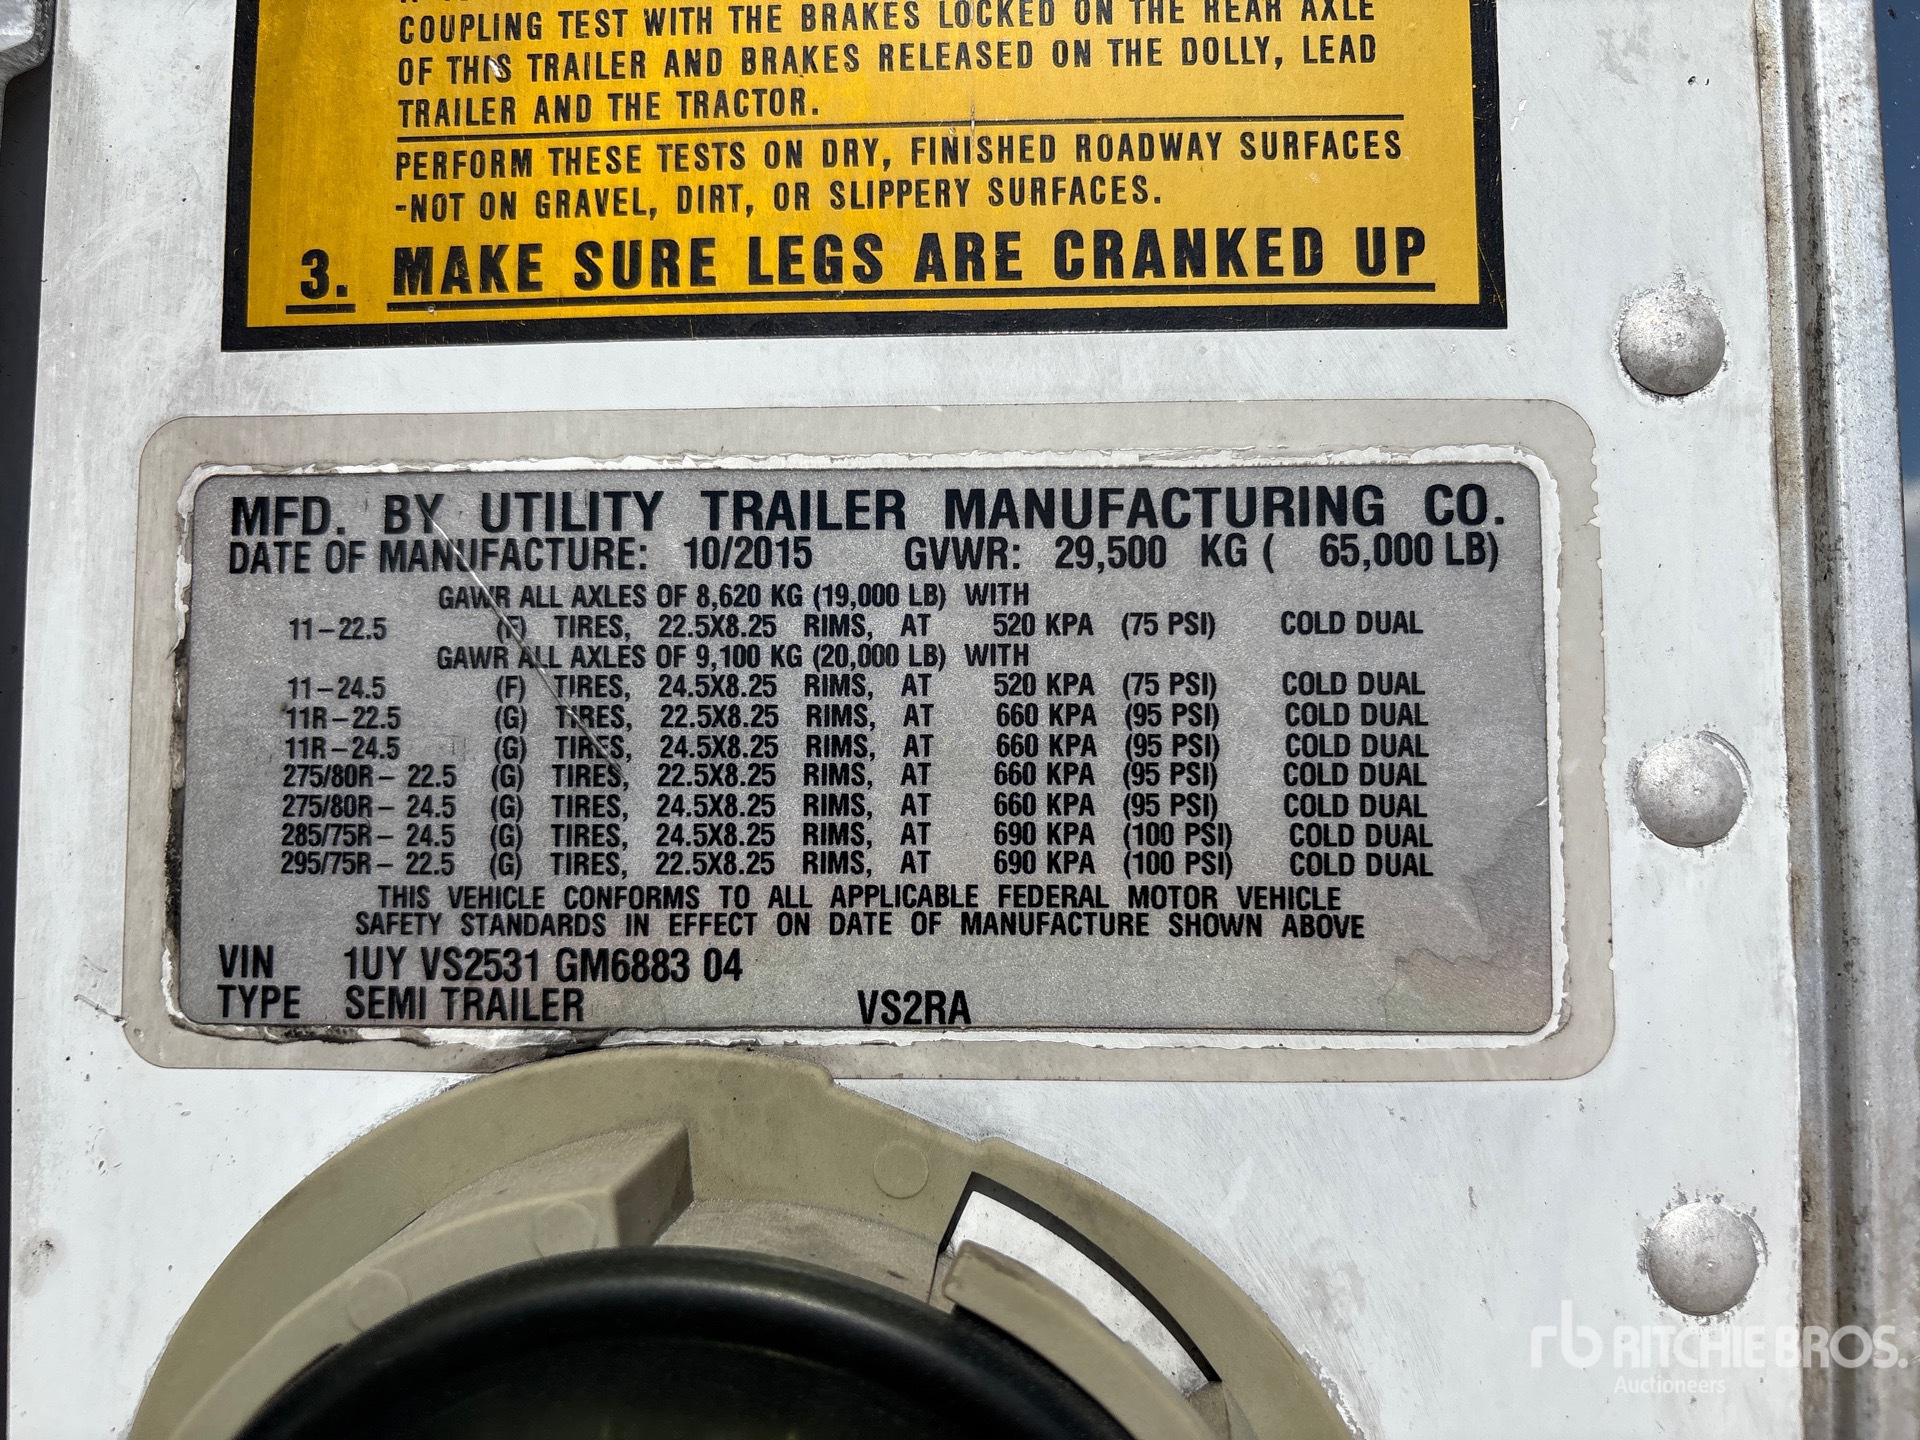 COUPLING TEST WITH THE BRAKES LOCKED ON THE REAR AXLE
OF THIS TRAILER AND BRAKES RELEASED ON THE DOLLY, LEAD
TRAILER AND THE TRACTOR.
PERFORM THESE TESTS ON DRY, FINISHED ROADWAY SURFACES
-NOT ON GRAVEL, DIRT, OR SLIPPERY SURFACES.
3. MAKE SURE LEGS ARE CRANKED UP
MFD. BY UTILITY TRAILER MANUFACTURING CO.
DATE OF MANUFACTURE: 10/2015 GVWR: 29,500 KG ( 65,000 LB)
GAWR ALL AXLES OF 8,620 KG (19,000 LB) WITH
11-22.5 (F) TIRES, 22.5X8.25 RIMS, AT 520 KPA (75 PSI) COLD DUAL
GAWR ALL AXLES OF 9,100 KG (20,000 LB) WITH
11-24.5 (F) TIRES, 24.5X8.25 RIMS, AT 520 KPA (75 PSI) COLD DUAL
11R-22.5 (G) TIRES, 22.5X8.25 RIMS, AT 660 KPA (95 PSI) COLD DUAL
11R-24.5 (G) TIRES, 24.5X8.25 RIMS, AT 660 KPA (95 PSI) COLD DUAL
275/80R- 22.5 (G) TIRES, 22.5X8.25 RIMS, AT 660 KPA (95 PSI) COLD DUAL
275/80R- 24.5 (G) TIRES, 24.5X8.25 RIMS, AT 660 KPA (95 PSI) COLD DUAL
285/75R- 24.5 (G) TIRES, 24.5X8.25 RIMS, AT 690 KPA (100 PSI) COLD DUAL
295/75R- 22.5 (G) TIRES, 22.5X8.25 RIMS, AT 690 KPA (100 PSI) COLD DUAL
THIS VEHICLE CONFORMS TO ALL APPLICABLE FEDERAL MOTOR VEHICLE
SAFETY STANDARDS IN EFFECT ON DATE OF MANUFACTURE SHOWN ABOVE
VIN 1UY VS2531 GM6883 04
TYPE SEMI TRAILER VS2RA
rb RITCHIE BROS.
Auctioneers